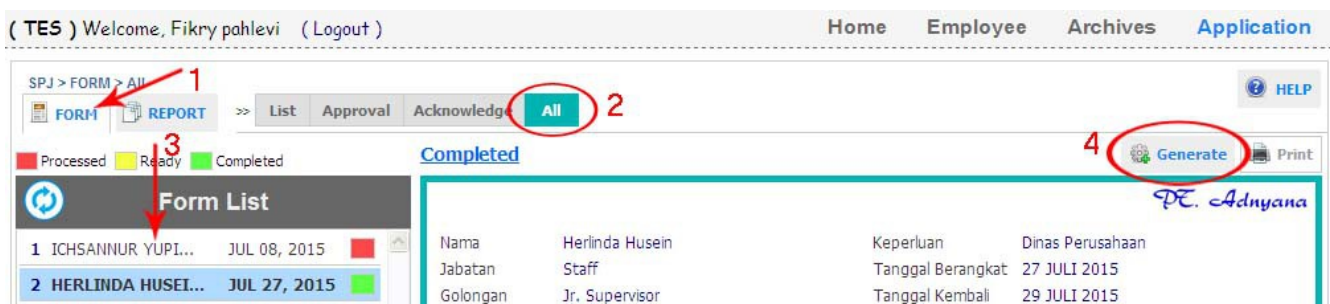 ( TES ) Welcome, Fikry pahlevi ( Logout ) Home Employee Archives Application
SPJ > FORM > All 1
FORM REPORT >> List Approval Acknowledge All 2 HELP
Processed Ready Completed 3 Completed 4 Generate Print
Form List PT. Adnyana
1 ICHSANNUR YUPI... JUL 08, 2015 Nama Herlinda Husein Keperluan Dinas Perusahaan
2 HERLINDA HUSEI... JUL 27, 2015 Jabatan Staff Tanggal Berangkat 27 JULI 2015
Golongan Jr. Supervisor Tanggal Kembali 29 JULI 2015